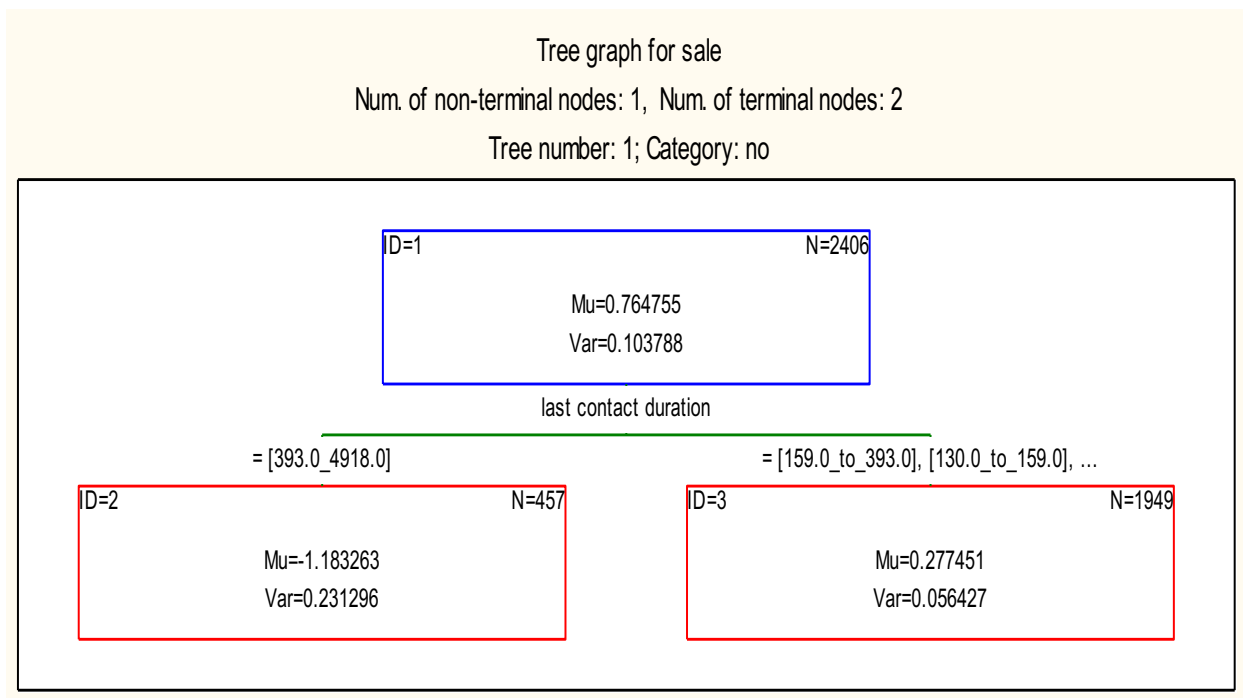 Tree graph for sale
Num. of non-terminal nodes: 1, Num. of terminal nodes: 2
Tree number: 1; Category: no
ID=1 N=2406
Mu=0.764755
Var=0.103788
last contact duration
= [393.0_4918.0] = [159.0_to_393.0], [130.0_to_159.0], ...
ID=2 N=457
Mu=-1.183263
Var=0.231296
ID=3 N=1949
Mu=0.277451
Var=0.056427